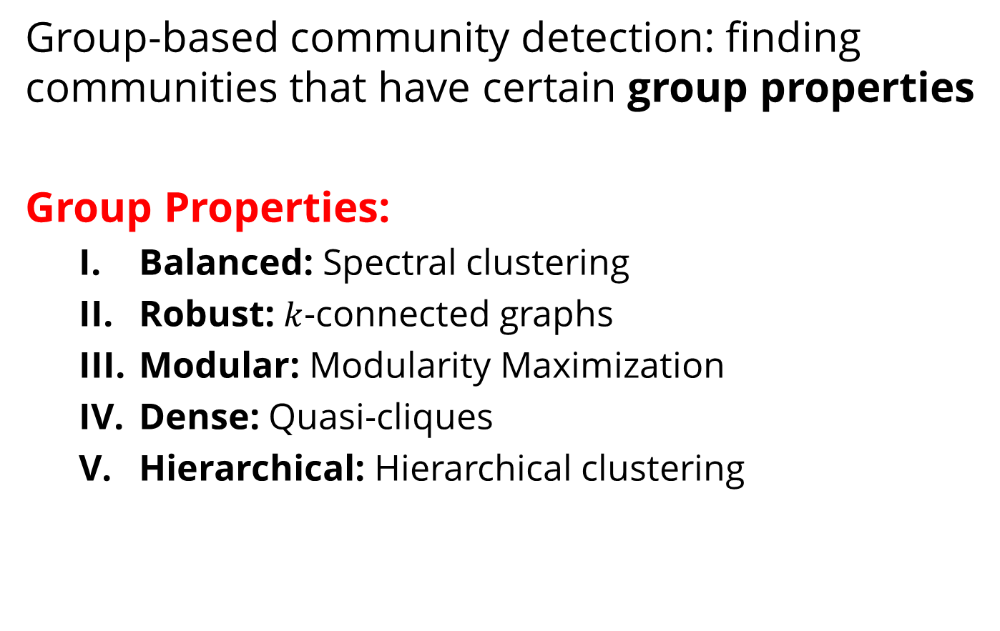 Group-based community detection: finding
communities that have certain group properties
Group Properties:
I. Balanced: Spectral clustering
II. Robust: k-connected graphs
III. Modular: Modularity Maximization
IV. Dense: Quasi-cliques
V. Hierarchical: Hierarchical clustering